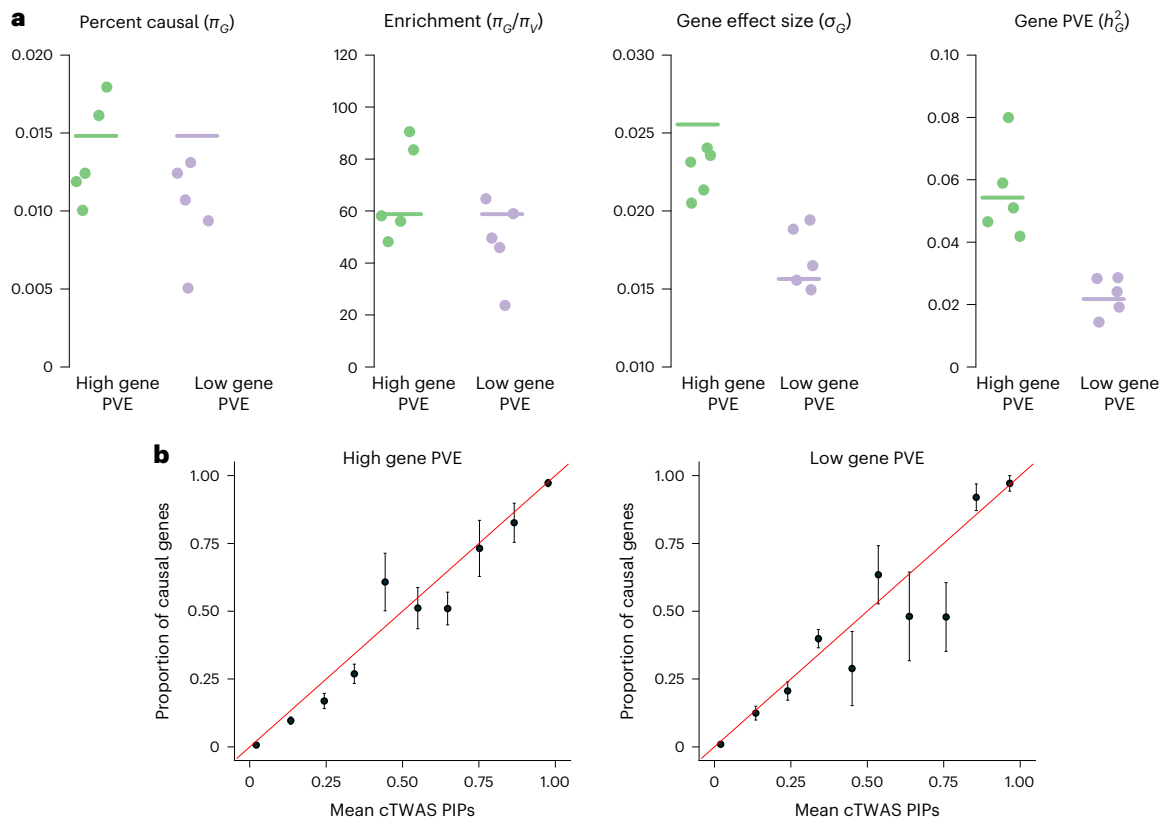 a
Percent causal (π_G)
Enrichment (π_G/π_V)
Gene effect size (σ_G)
Gene PVE (h²_G)
0.020
0.015
0.010
0.005
0
High gene
PVE
Low gene
PVE
120
100
80
60
40
20
0
High gene
PVE
Low gene
PVE
0.030
0.025
0.020
0.015
0.010
High gene
PVE
Low gene
PVE
0.10
0.08
0.06
0.04
0.02
0
High gene
PVE
Low gene
PVE
b
High gene PVE
Proportion of causal genes
1.00
0.75
0.50
0.25
0
0 0.25 0.50 0.75 1.00
Mean cTWAS PIPs
Low gene PVE
Proportion of causal genes
1.00
0.75
0.50
0.25
0
0 0.25 0.50 0.75 1.00
Mean cTWAS PIPs